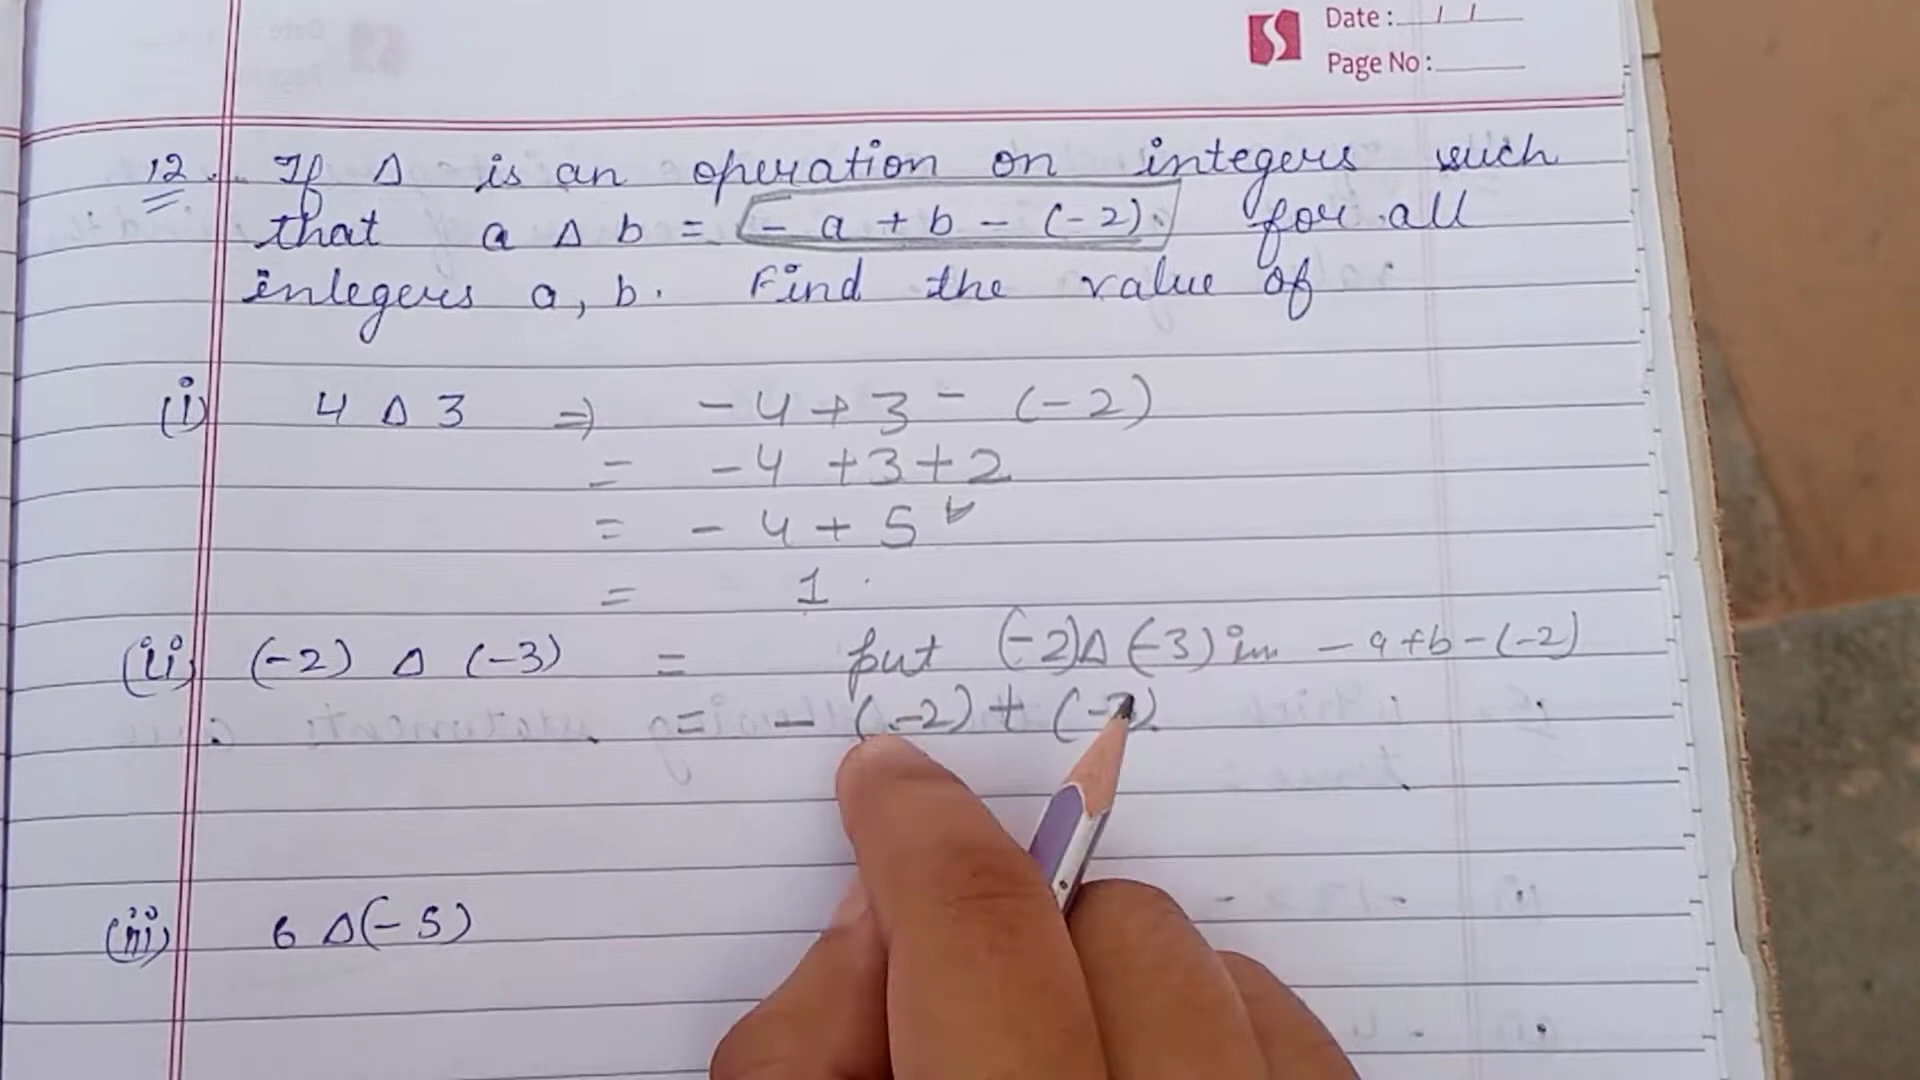 Date : / /
Page No :
12. If Δ is an operation on integers such
that a Δ b = - a + b - (-2). for all
integers a, b. Find the value of
(i) 4 Δ 3 ⇒ - 4 + 3 - (-2)
= - 4 + 3 + 2
= - 4 + 5
= 1
(ii) (-2) Δ (-3) = put (-2) Δ (-3) in - a + b - (-2)
= - (-2) + (-3)
(iii) 6 Δ (-5)